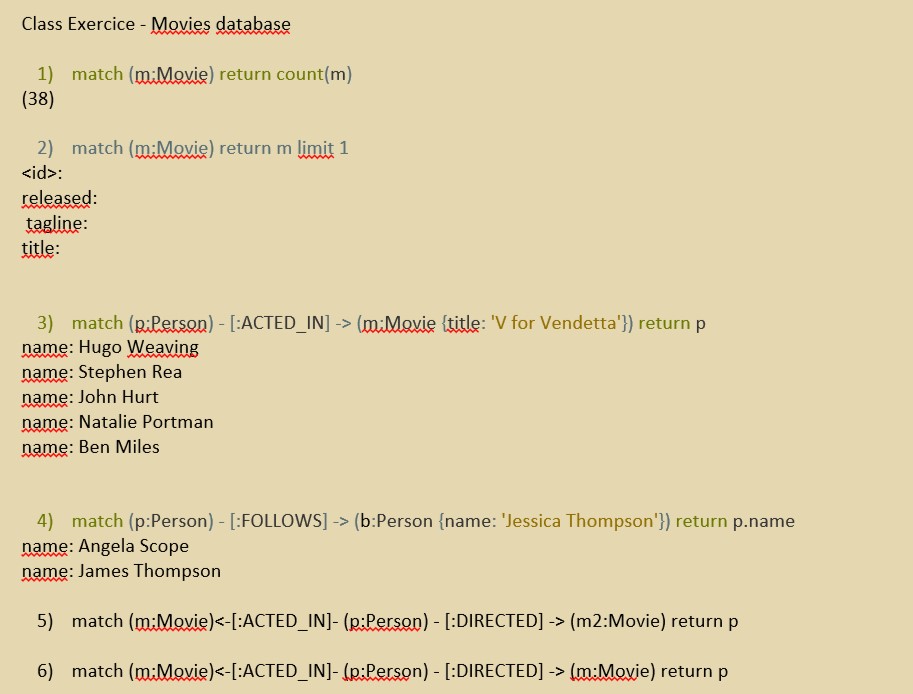 Class Exercice - Movies database
1) match (m:Movie) return count(m)
(38)
2) match (m:Movie) return m limit 1
<id>:
released:
tagline:
title:
3) match (p:Person) - [:ACTED_IN] -> (m:Movie {title: 'V for Vendetta'}) return p
name: Hugo Weaving
name: Stephen Rea
name: John Hurt
name: Natalie Portman
name: Ben Miles
4) match (p:Person) - [:FOLLOWS] -> (b:Person {name: 'Jessica Thompson'}) return p.name
name: Angela Scope
name: James Thompson
5) match (m:Movie)<-[:ACTED_IN]- (p:Person) - [:DIRECTED] -> (m2:Movie) return p
6) match (m:Movie)<-[:ACTED_IN]- (p:Person) - [:DIRECTED] -> (m:Movie) return p